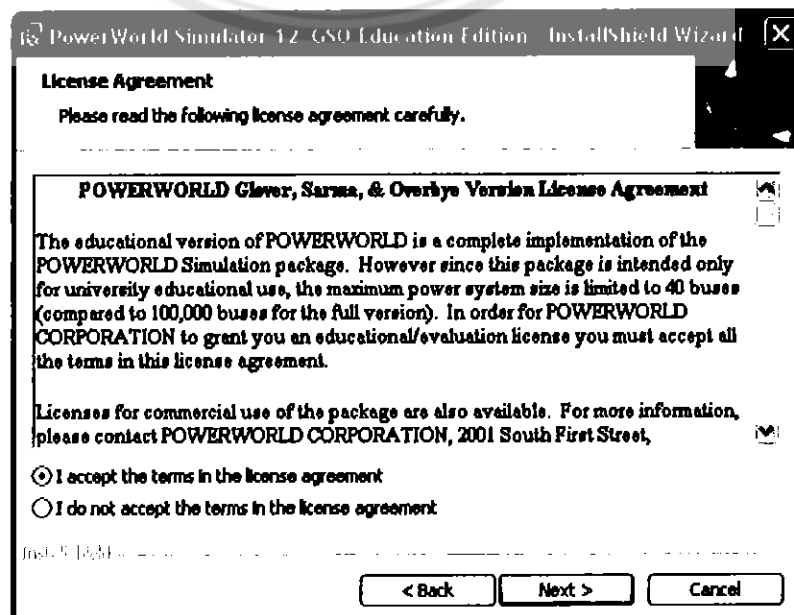 PowerWorld Simulator 12 GSO Education Edition InstallShield Wizard
License Agreement
Please read the following license agreement carefully.
POWERWORLD Glover, Sarma, & Overbye Version License Agreement
The educational version of POWERWORLD is a complete implementation of the
POWERWORLD Simulation package. However since this package is intended only
for university educational use, the maximum power system size is limited to 40 buses
(compared to 100,000 buses for the full version). In order for POWERWORLD
CORPORATION to grant you an educational/evaluation license you must accept all
the terms in this license agreement.
Licenses for commercial use of the package are also available. For more information,
please contact POWERWORLD CORPORATION, 2001 South First Street,
I accept the terms in the license agreement
I do not accept the terms in the license agreement
InstallShield
< Back Next > Cancel